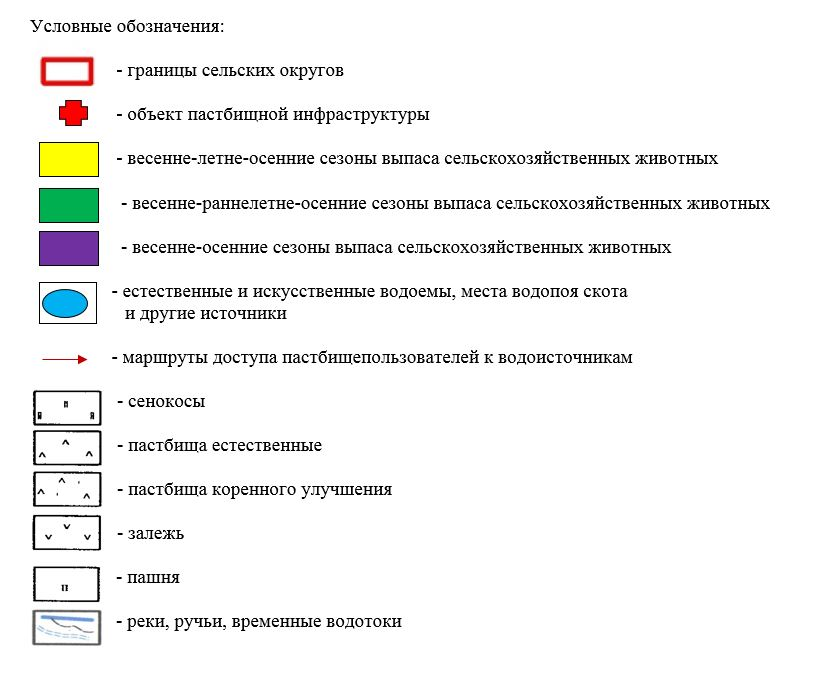 Условные обозначения:
- границы сельских округов
- объект пастбищной инфраструктуры
- весенне-летне-осенние сезоны выпаса сельскохозяйственных животных
- весенне-раннелетне-осенние сезоны выпаса сельскохозяйственных животных
- весенне-осенние сезоны выпаса сельскохозяйственных животных
- естественные и искусственные водоемы, места водопоя скота
и другие источники
- маршруты доступа пастбищепользователей к водоисточникам
- сенокосы
- пастбища естественные
- пастбища коренного улучшения
- залежь
- пашня
- реки, ручьи, временные водотоки